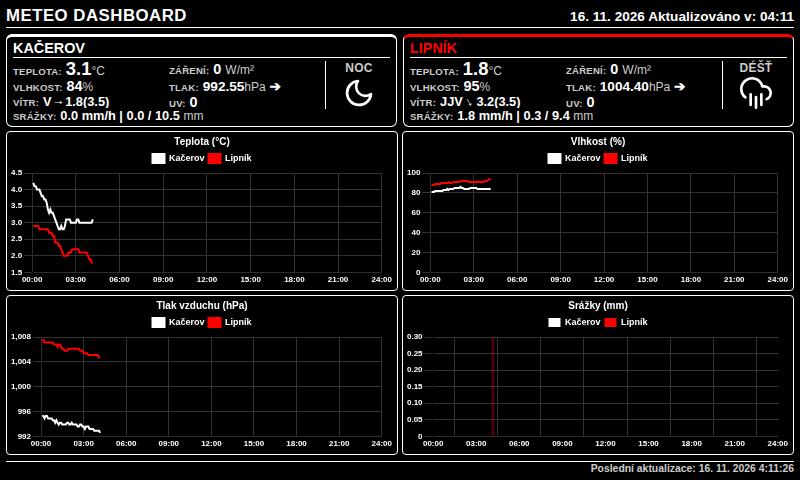 METEO DASHBOARD
16. 11. 2026 Aktualizováno v: 04:11
KAČEROV
TEPLOTA: 3.1°C
ZÁŘENÍ: 0 W/m²
NOC
VLHKOST: 84%
TLAK: 992.55hPa ➔
VÍTR: V → 1.8(3.5)
UV: 0
SRÁŽKY: 0.0 mm/h | 0.0 / 10.5 mm
LIPNÍK
TEPLOTA: 1.8°C
ZÁŘENÍ: 0 W/m²
DÉŠŤ
VLHKOST: 95%
TLAK: 1004.40hPa ➔
VÍTR: JJV ↘ 3.2(3.5)
UV: 0
SRÁŽKY: 1.8 mm/h | 0.3 / 9.4 mm
Teplota (°C)
Kačerov Lipník
4.5
4.0
3.5
3.0
2.5
2.0
1.5
00:00 03:00 06:00 09:00 12:00 15:00 18:00 21:00 24:00
Vlhkost (%)
Kačerov Lipník
100
80
60
40
20
0
00:00 03:00 06:00 09:00 12:00 15:00 18:00 21:00 24:00
Tlak vzduchu (hPa)
Kačerov Lipník
1,008
1,004
1,000
996
992
00:00 03:00 06:00 09:00 12:00 15:00 18:00 21:00 24:00
Srážky (mm)
Kačerov Lipník
0.30
0.25
0.20
0.15
0.10
0.05
0
00:00 03:00 06:00 09:00 12:00 15:00 18:00 21:00 24:00
Poslední aktualizace: 16. 11. 2026 4:11:26